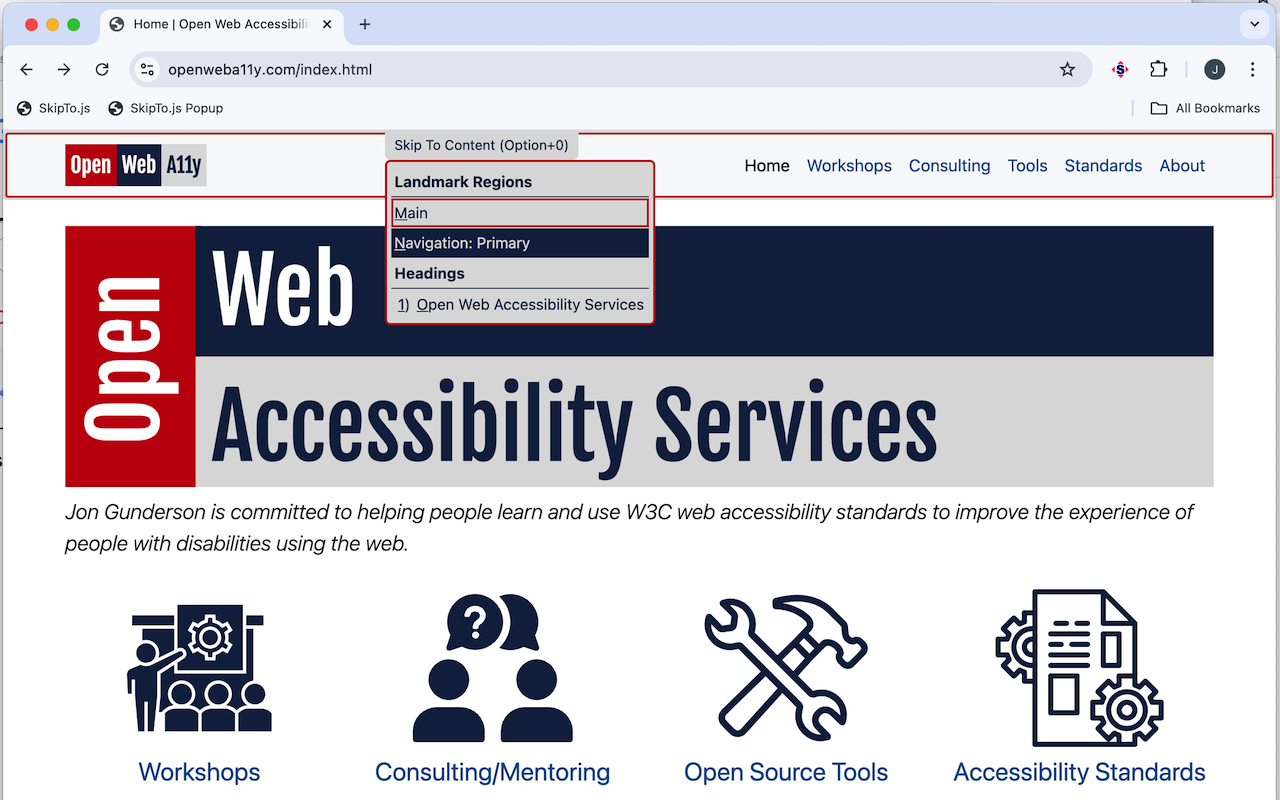 Home | Open Web Accessibili
openweba11y.com/index.html
S
J
SkipTo.js
SkipTo.js Popup
All Bookmarks
Open Web A11y
Skip To Content (Option+0)
Home
Workshops
Consulting
Tools
Standards
About
Landmark Regions
Main
Navigation: Primary
Headings
1) Open Web Accessibility Services
Open
Web
Accessibility Services
Jon Gunderson is committed to helping people learn and use W3C web accessibility standards to improve the experience of
people with disabilities using the web.
?
Workshops
Consulting/Mentoring
Open Source Tools
Accessibility Standards